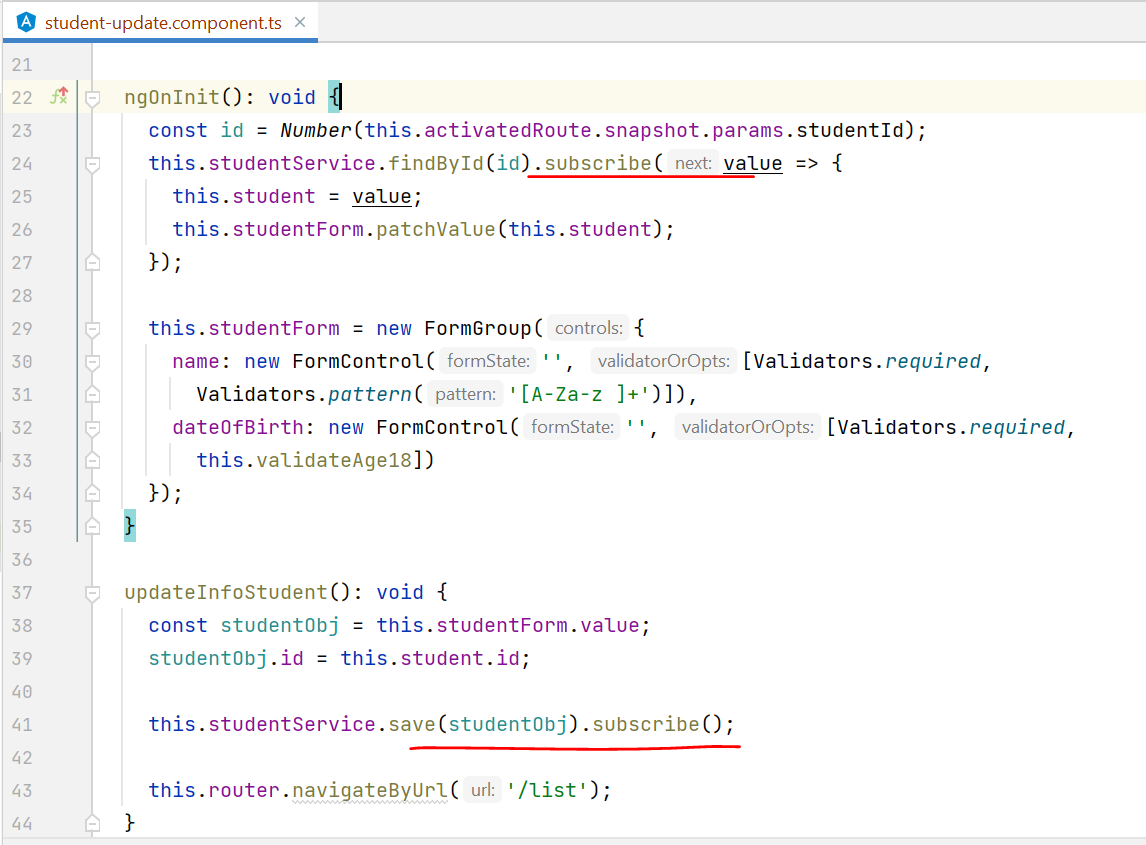 student-update.component.ts
21
22 ngOnInit(): void {
23 const id = Number(this.activatedRoute.snapshot.params.studentId);
24 this.studentService.findById(id).subscribe( next: value => {
25 this.student = value;
26 this.studentForm.patchValue(this.student);
27 });
28
29 this.studentForm = new FormGroup( controls: {
30 name: new FormControl( formState: '', validatorOrOpts: [Validators.required,
31 Validators.pattern( pattern: '[A-Za-z ]+')]),
32 dateOfBirth: new FormControl( formState: '', validatorOrOpts: [Validators.required,
33 this.validateAge18])
34 });
35 }
36
37 updateInfoStudent(): void {
38 const studentObj = this.studentForm.value;
39 studentObj.id = this.student.id;
40
41 this.studentService.save(studentObj).subscribe();
42
43 this.router.navigateByUrl( url: '/list');
44 }